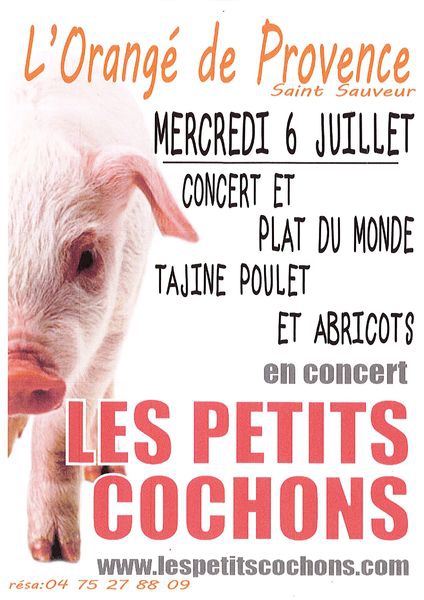 L'Orangé de Provence
Saint Sauveur
MERCREDI 6 JUILLET
CONCERT ET
PLAT DU MONDE
TAJINE POULET
ET ABRICOTS
en concert
LES PETITS
COCHONS
www.lespetitscochons.com
résa:04 75 27 88 09